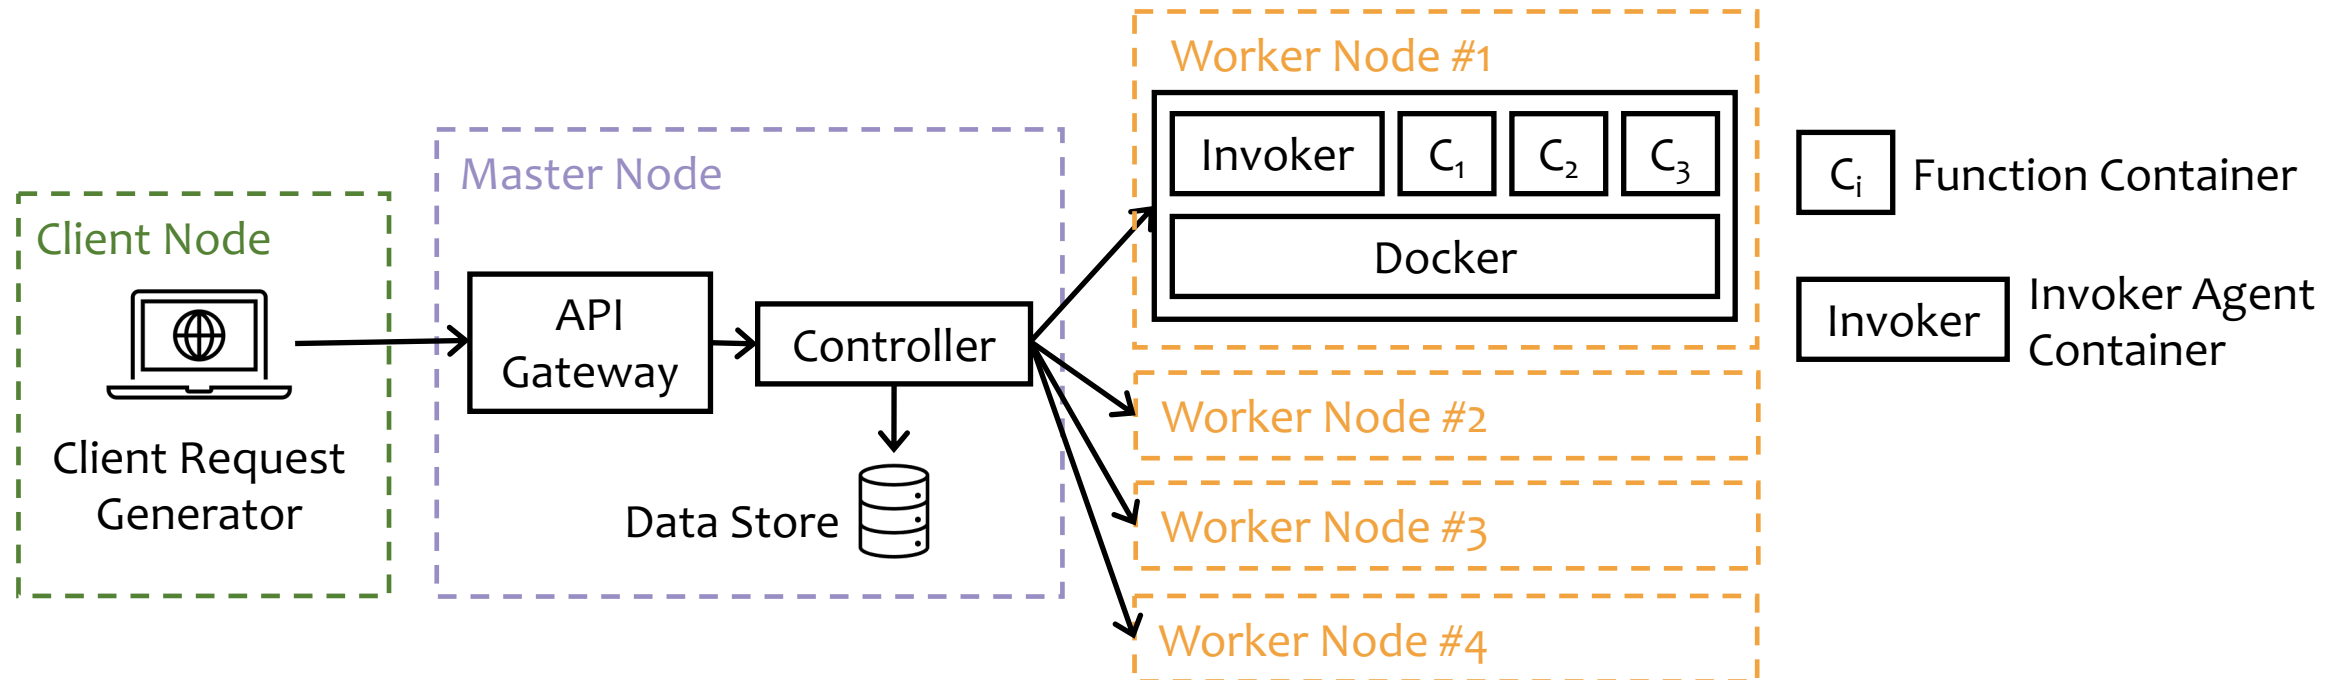 Client Node
Client Request
Generator
Master Node
API
Gateway
Controller
Data Store
Worker Node #1
Invoker
C1
C2
C3
Docker
Worker Node #2
Worker Node #3
Worker Node #4
Ci
Function Container
Invoker
Invoker Agent
Container